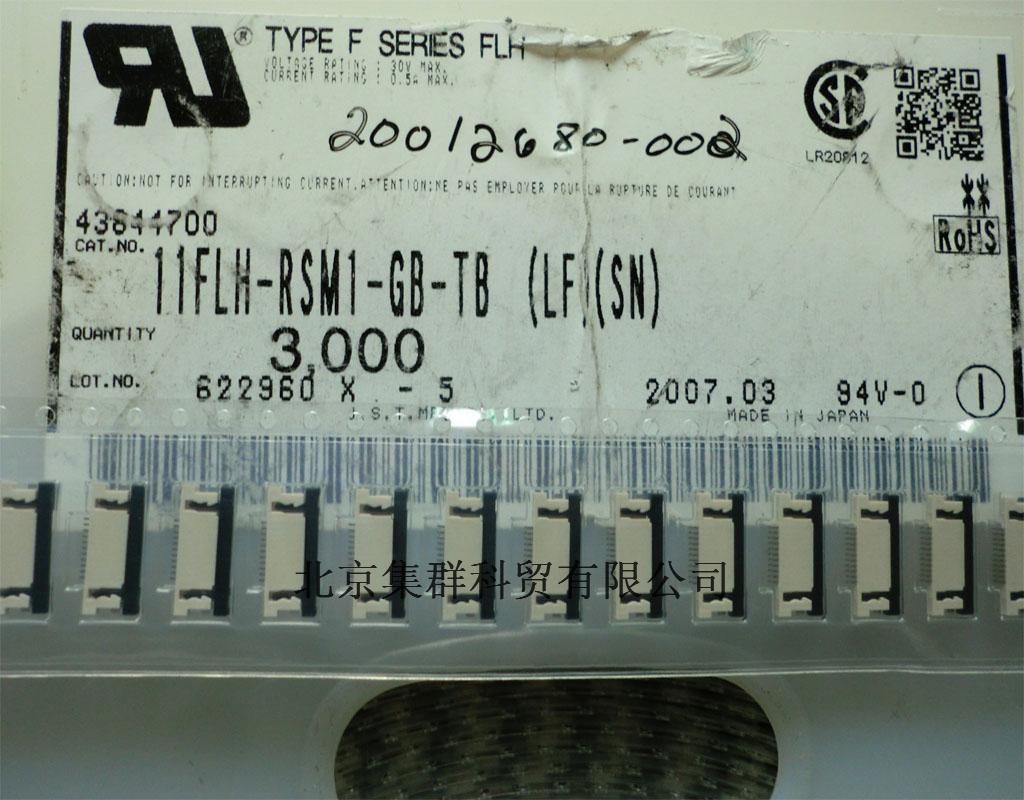 ® TYPE F SERIES FLH
VOLTAGE RATING : 30V MAX.
CURRENT RATING : 0.5A MAX.
20012680-002
LR20812
CAUTION:NOT FOR INTERRUPTING CURRENT.ATTENTION:NE PAS EMPLOYER POUR LA RUPTURE DE COURANT
43844700
RoHS
CAT.NO.
11FLH-RSM1-GB-TB (LF)(SN)
QUANTITY
3,000
LOT.NO. 622960 X - 5 2007.03 94V-0 1
J.S.T. LTD. MADE IN JAPAN
北京集群科贸有限公司